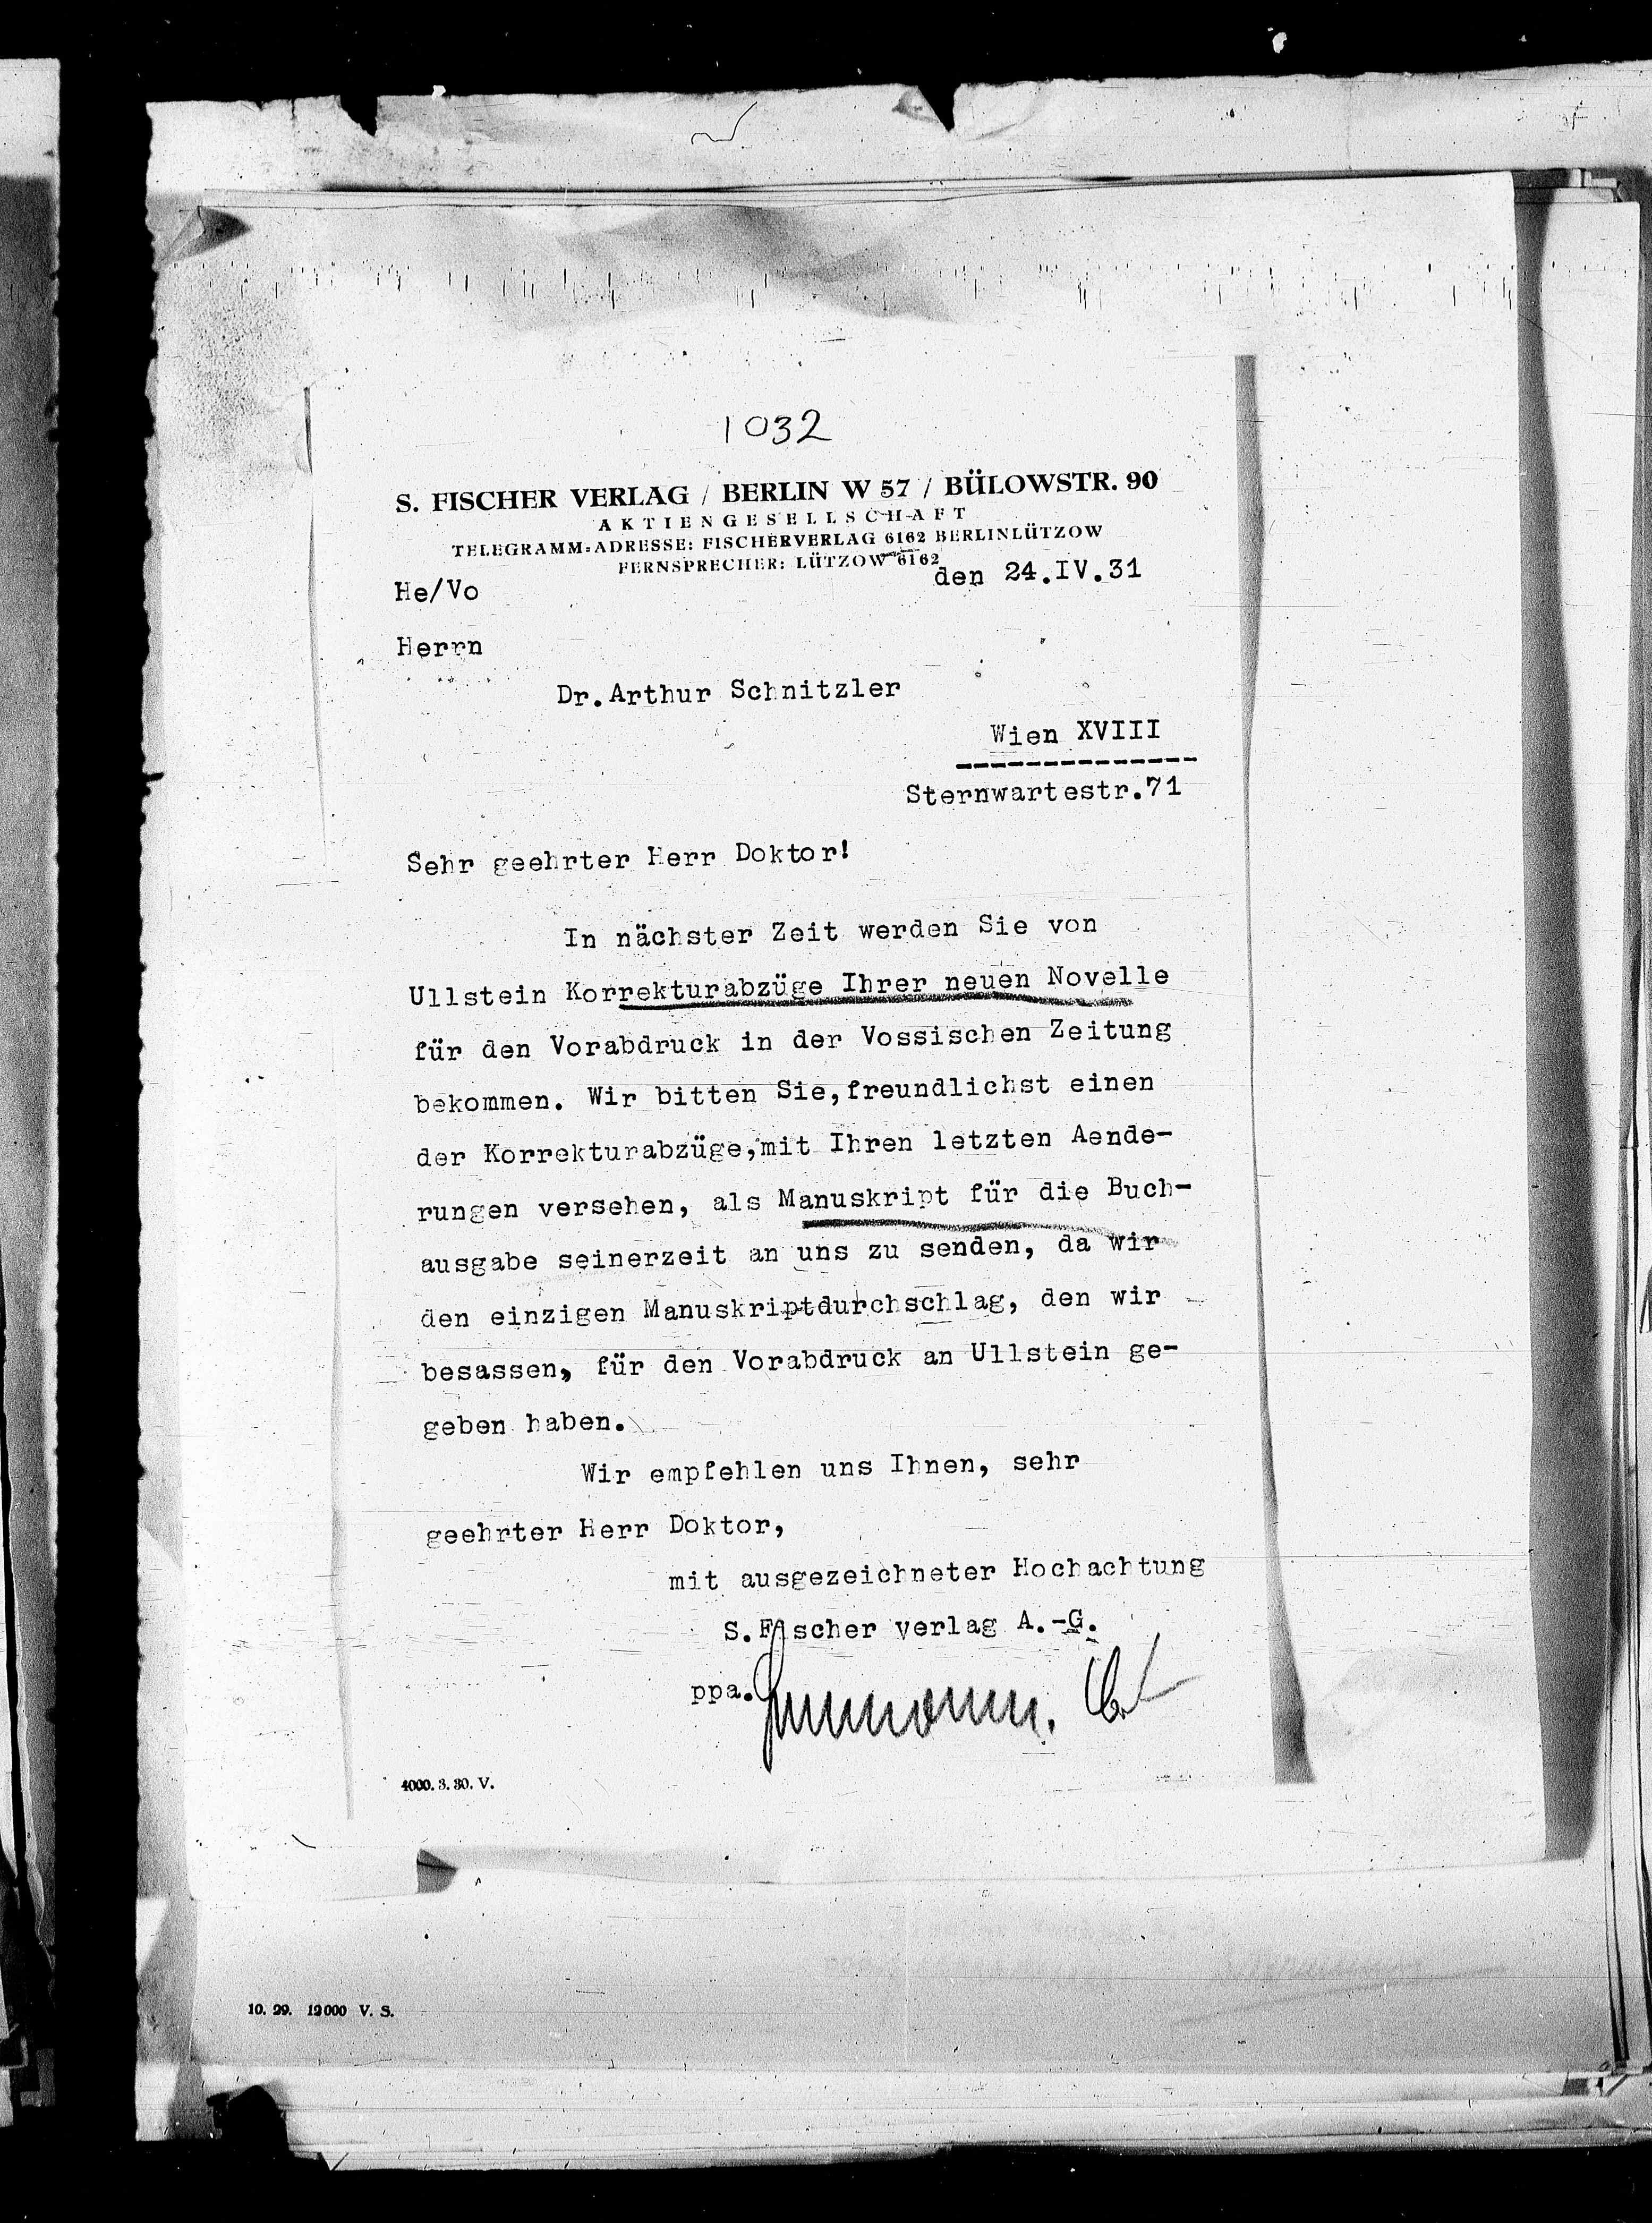 1032
S. FISCHER VERLAG / BERLIN W 57 / BÜLOWSTR. 90
AKTIENGESELLSCHAFT
TELEGRAMM-ADRESSE: FISCHERVERLAG 6162 BERLINLÜTZOW
FERNSPRECHER: LÜTZOW 6162
He/Vo den 24.IV.31
Herrn
Dr. Arthur Schnitzler
Wien XVIII
Sternwartestr.71
Sehr geehrter Herr Doktor!
In nächster Zeit werden Sie von
Ullstein Korrekturabzüge Ihrer neuen Novelle
für den Vorabdruck in der Vossischen Zeitung
bekommen. Wir bitten Sie, freundlichst einen
der Korrekturabzüge, mit Ihren letzten Aende-
rungen versehen, als Manuskript für die Buch-
ausgabe seinerzeit an uns zu senden, da wir
den einzigen Manuskriptdurchschlag, den wir
besassen, für den Vorabdruck an Ullstein ge-
geben haben.
Wir empfehlen uns Ihnen, sehr
geehrter Herr Doktor,
mit ausgezeichneter Hochachtung
S. Fischer verlag A.-G.
ppa.
4000. 3. 30. V.
10. 29. 12000 V. S.